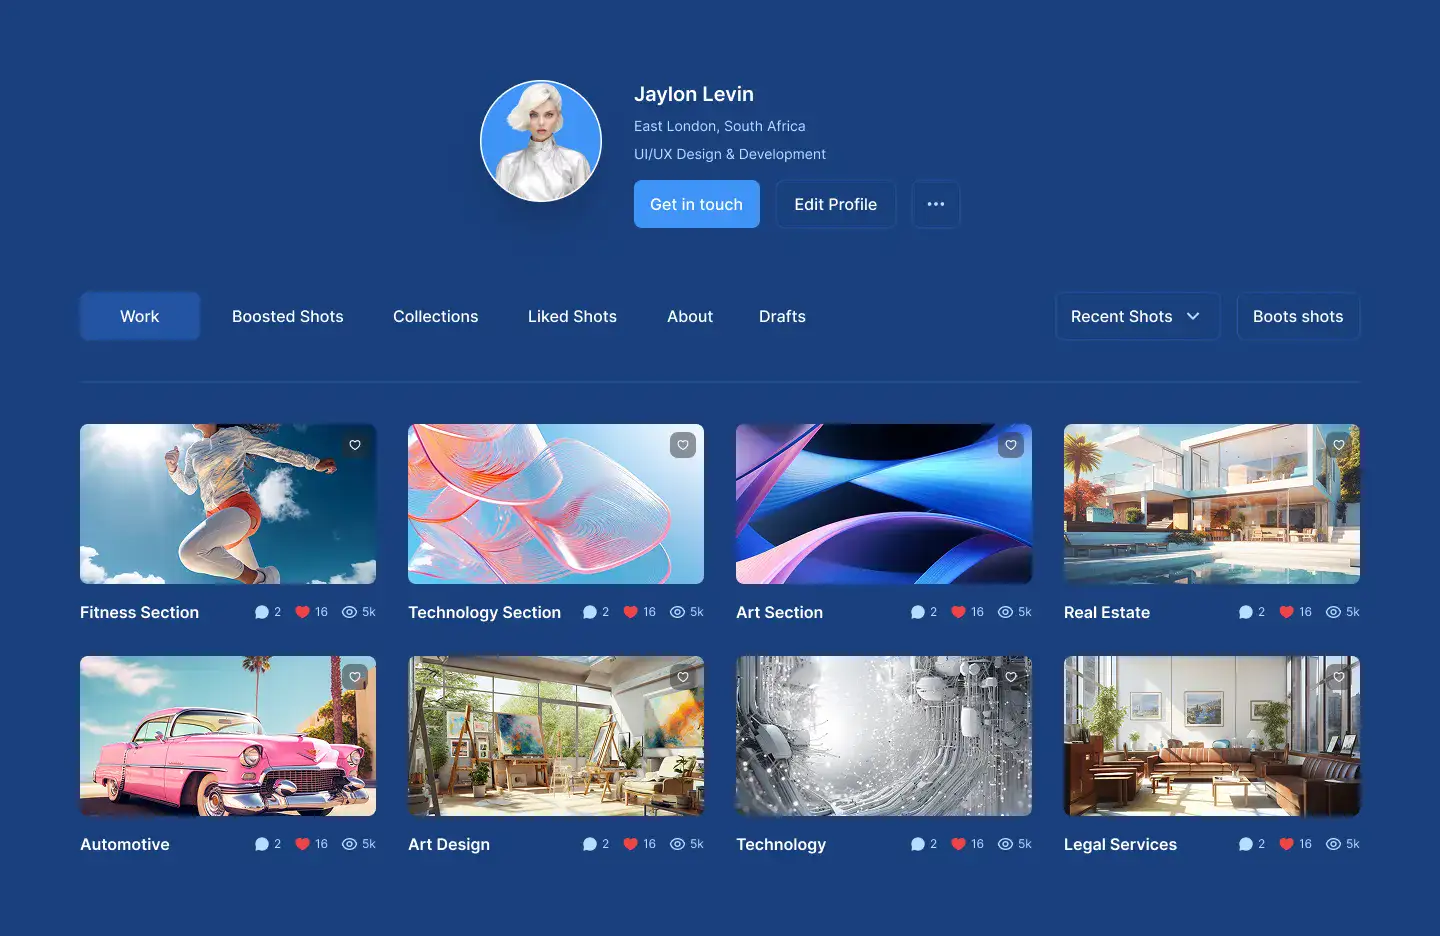 Jaylon Levin
East London, South Africa
UI/UX Design & Development
Get in touch Edit Profile
Work Boosted Shots Collections Liked Shots About Drafts Recent Shots Boots shots
Fitness Section 2 16 5k Technology Section 2 16 5k Art Section 2 16 5k Real Estate 2 16 5k
Automotive 2 16 5k Art Design 2 16 5k Technology 2 16 5k Legal Services 2 16 5k